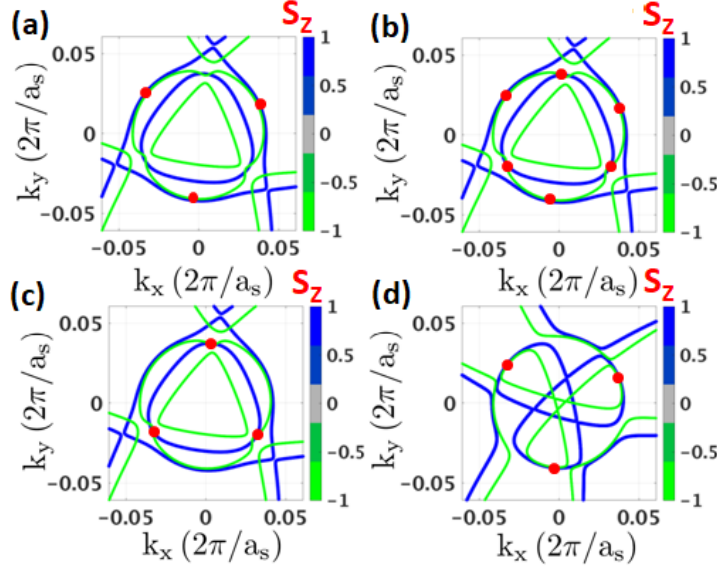 (a)
S_Z
0.05
0
-0.05
k_y (2π/a_s)
-0.05 0 0.05
k_x (2π/a_s)
1
0.5
0
-0.5
-1
(b)
S_Z
0.05
0
-0.05
k_y (2π/a_s)
-0.05 0 0.05
k_x (2π/a_s)
1
0.5
0
-0.5
-1
(c)
S_Z
0.05
0
-0.05
k_y (2π/a_s)
-0.05 0 0.05
k_x (2π/a_s)
1
0.5
0
-0.5
-1
(d)
S_Z
0.05
0
-0.05
k_y (2π/a_s)
-0.05 0 0.05
k_x (2π/a_s)
1
0.5
0
-0.5
-1